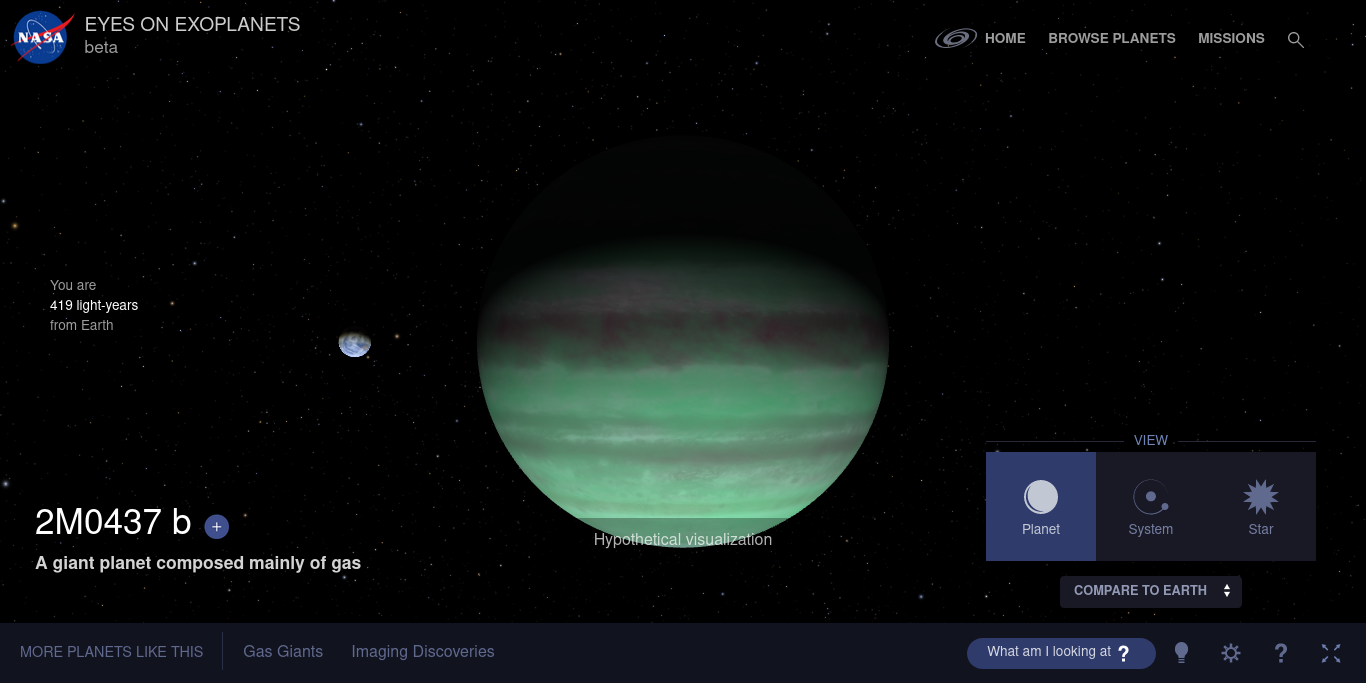 NASA
EYES ON EXOPLANETS
beta
HOME
BROWSE PLANETS
MISSIONS
You are
419 light-years
from Earth
VIEW
Planet
System
Star
2M0437 b +
Hypothetical visualization
A giant planet composed mainly of gas
COMPARE TO EARTH
MORE PLANETS LIKE THIS
Gas Giants
Imaging Discoveries
What am I looking at ?
?